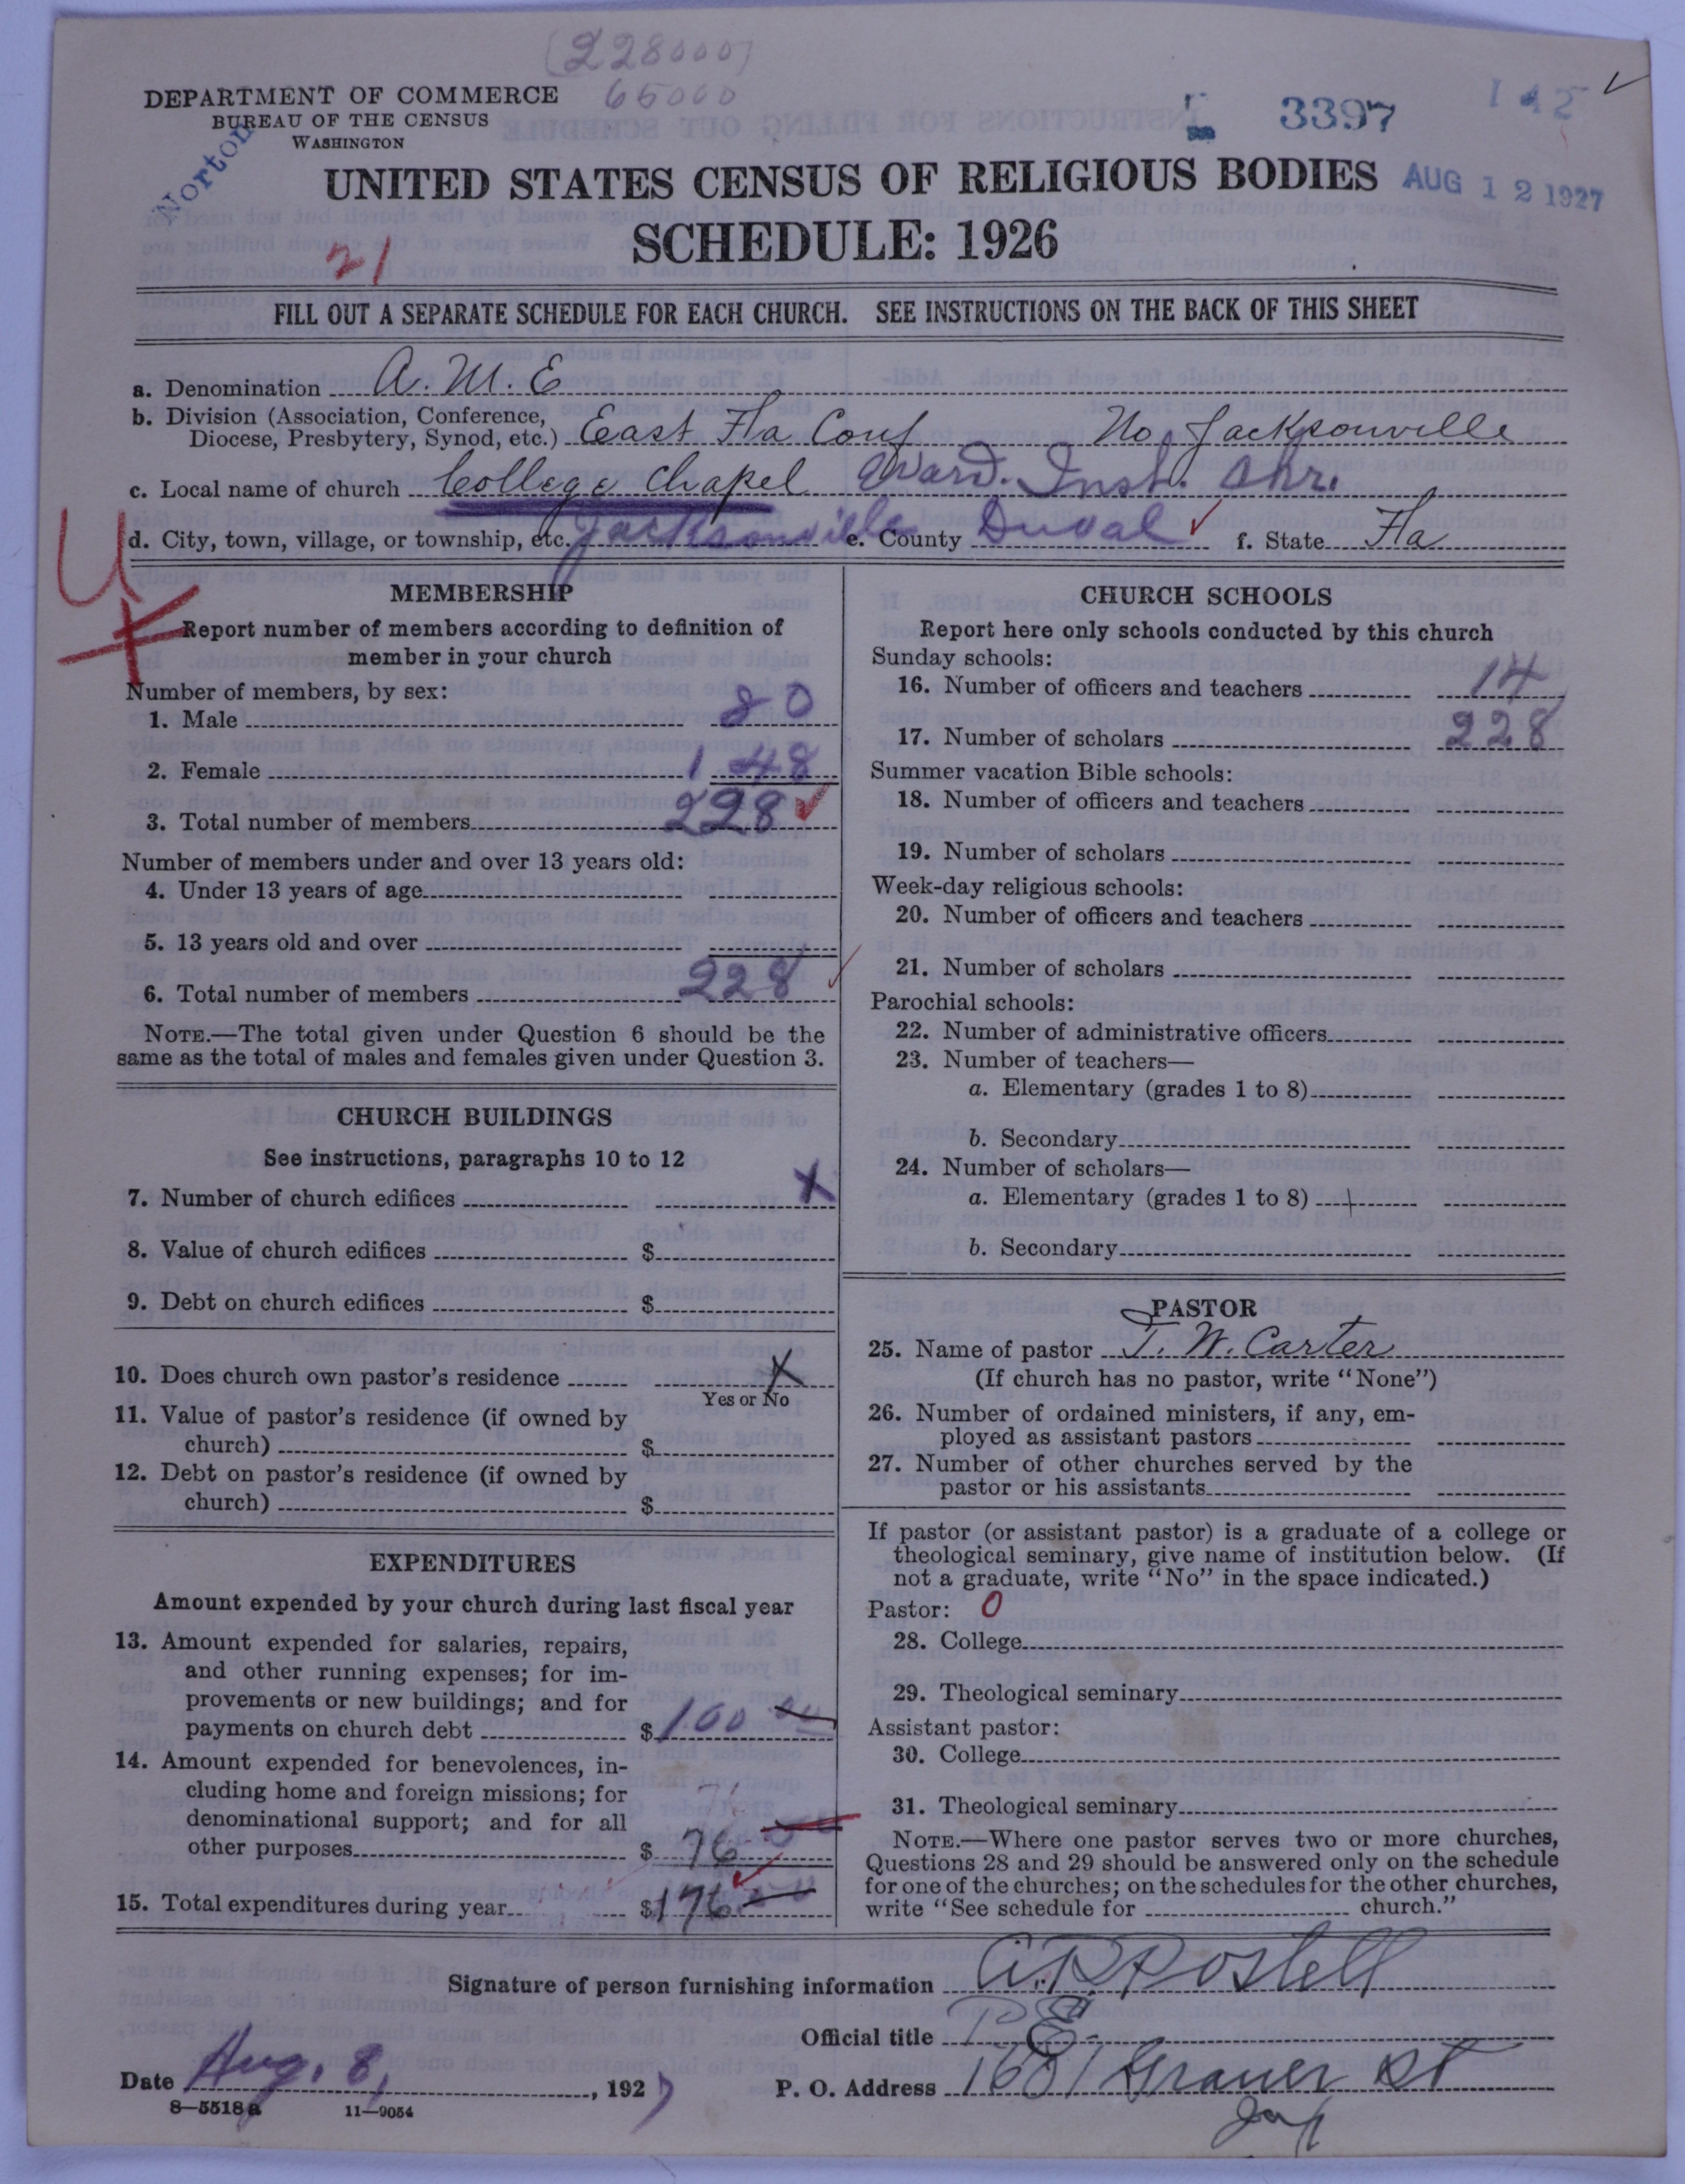 (228000)
65000
DEPARTMENT OF COMMERCE
BUREAU OF THE CENSUS
WASHINGTON
Norton
3397
142 ✓
UNITED STATES CENSUS OF RELIGIOUS BODIES
AUG 12 1927
SCHEDULE: 1926
21
FILL OUT A SEPARATE SCHEDULE FOR EACH CHURCH. SEE INSTRUCTIONS ON THE BACK OF THIS SHEET
a. Denomination A. M. E
b. Division (Association, Conference,
Diocese, Presbytery, Synod, etc.) East Fla Conf No Jacksonville
c. Local name of church College Chapel Edward. Inst. Chr.
d. City, town, village, or township, etc. Jacksonville e. County Duval ✓ f. State Fla
U
MEMBERSHIP
Report number of members according to definition of
member in your church
Number of members, by sex:
1. Male 80
2. Female 148
3. Total number of members 228 ✓
Number of members under and over 13 years old:
4. Under 13 years of age
5. 13 years old and over
6. Total number of members 228 ✓
NOTE.—The total given under Question 6 should be the
same as the total of males and females given under Question 3.
CHURCH BUILDINGS
See instructions, paragraphs 10 to 12
7. Number of church edifices X
8. Value of church edifices $
9. Debt on church edifices $
10. Does church own pastor's residence X
Yes or No
11. Value of pastor's residence (if owned by
church) $
12. Debt on pastor's residence (if owned by
church) $
EXPENDITURES
Amount expended by your church during last fiscal year
13. Amount expended for salaries, repairs,
and other running expenses; for im-
provements or new buildings; and for
payments on church debt $ 100 00
14. Amount expended for benevolences, in-
cluding home and foreign missions; for
denominational support; and for all
other purposes $ 76
15. Total expenditures during year $ 176
CHURCH SCHOOLS
Report here only schools conducted by this church
Sunday schools:
16. Number of officers and teachers 14
17. Number of scholars 228
Summer vacation Bible schools:
18. Number of officers and teachers
19. Number of scholars
Week-day religious schools:
20. Number of officers and teachers
21. Number of scholars
Parochial schools:
22. Number of administrative officers
23. Number of teachers—
a. Elementary (grades 1 to 8)
b. Secondary
24. Number of scholars—
a. Elementary (grades 1 to 8)
b. Secondary
PASTOR
25. Name of pastor T. W. Carter
(If church has no pastor, write "None")
26. Number of ordained ministers, if any, em-
ployed as assistant pastors
27. Number of other churches served by the
pastor or his assistants
If pastor (or assistant pastor) is a graduate of a college or
theological seminary, give name of institution below. (If
not a graduate, write "No" in the space indicated.)
Pastor: 0
28. College
29. Theological seminary
Assistant pastor:
30. College
31. Theological seminary
NOTE.—Where one pastor serves two or more churches,
Questions 28 and 29 should be answered only on the schedule
for one of the churches; on the schedules for the other churches,
write "See schedule for church."
Signature of person furnishing information Postell
Official title P. E.
Date Aug. 8, 1927
P. O. Address 1681 St
Jax
8—5518 a 11—9054